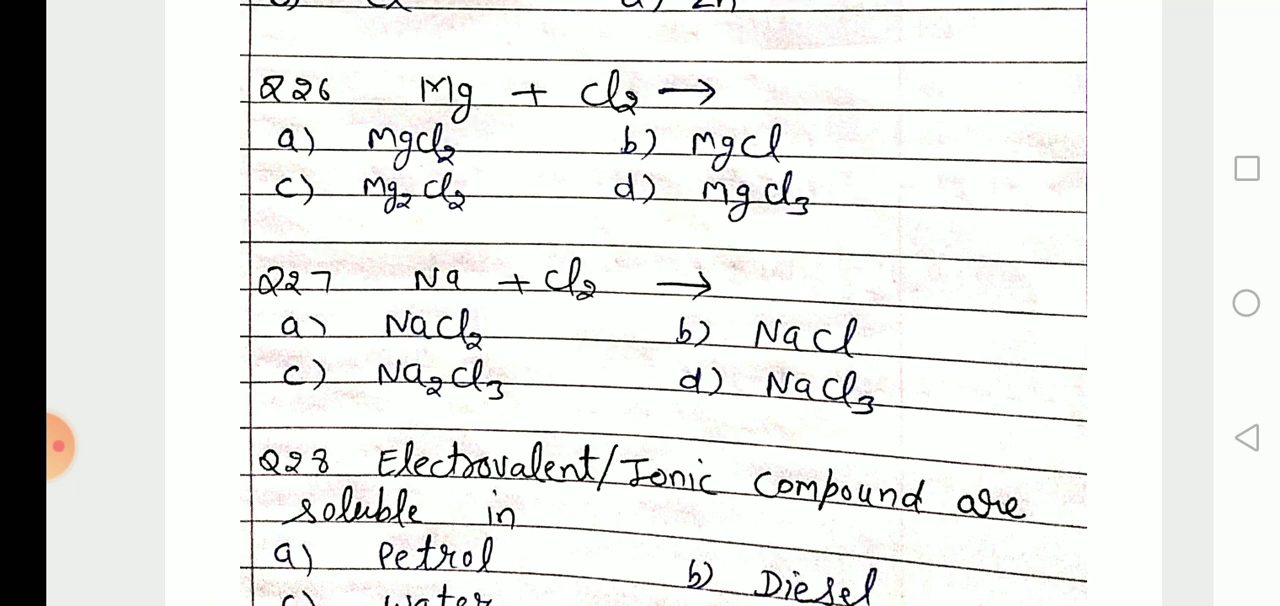 Q26 Mg + Cl₂ →
a) MgCl₂ b) MgCl
c) Mg₂Cl₂ d) MgCl₃
Q27 Na + Cl₂ →
a) NaCl₂ b) NaCl
c) Na₂Cl₃ d) NaCl₃
Q28 Electrovalent/Ionic Compound are
soluble in
a) Petrol b) Diesel
c) water